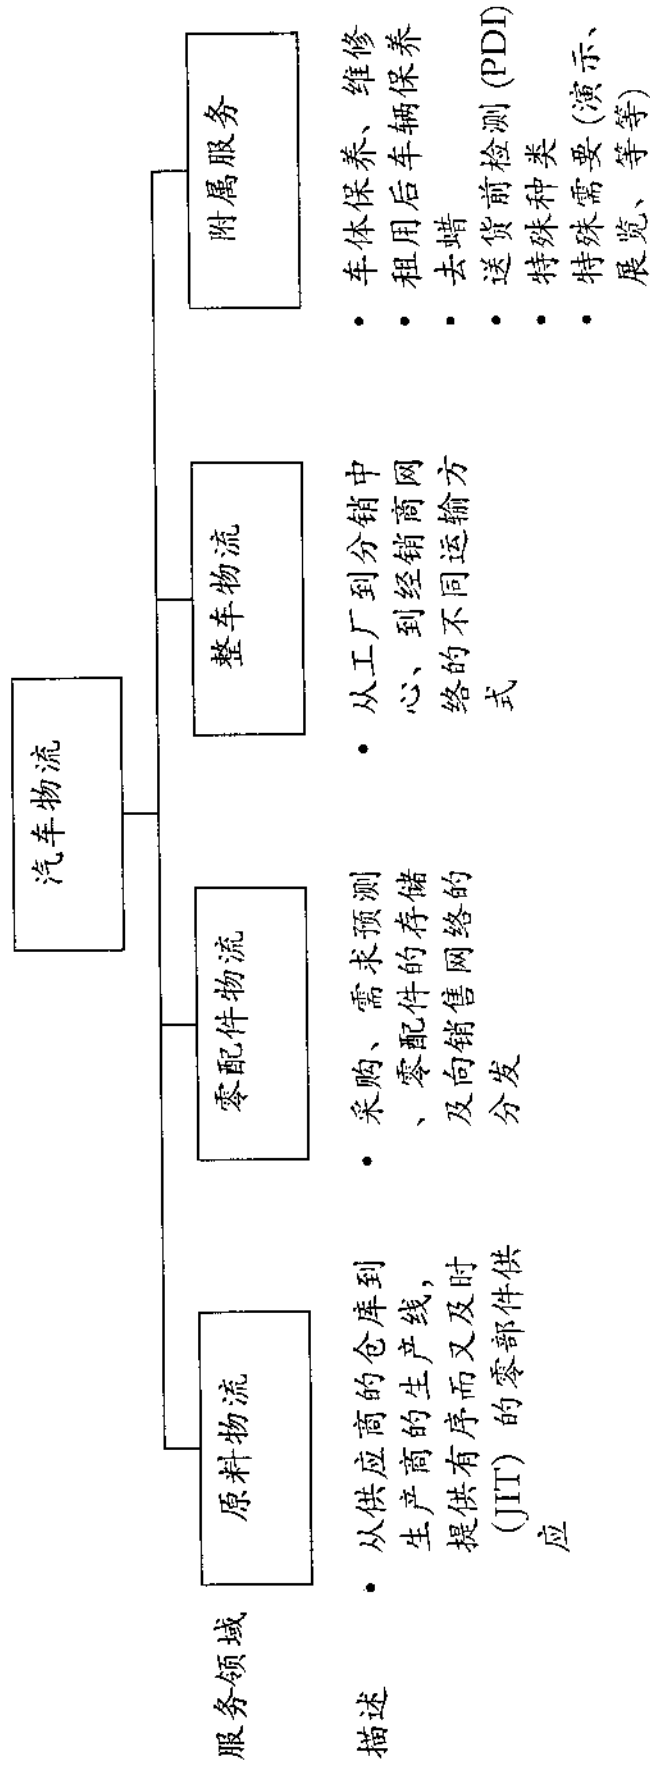 汽车物流
服务领域
原料物流
零配件物流
整车物流
附属服务
描述
• 从供应商的仓库到
生产商的生产线，
提供有序而又及时
(JIT) 的零部件供
应
• 采购、需求预测
、零配件的存储
及向销售网络的
分发
• 从工厂到分销中
心、到经销商网
络的不同运输方
式
• 车体保养、维修
• 租用后车辆保养
• 去蜡
• 送货前检测 (PDI)
• 特殊种类
• 特殊需要 (演示、
展览、等等)